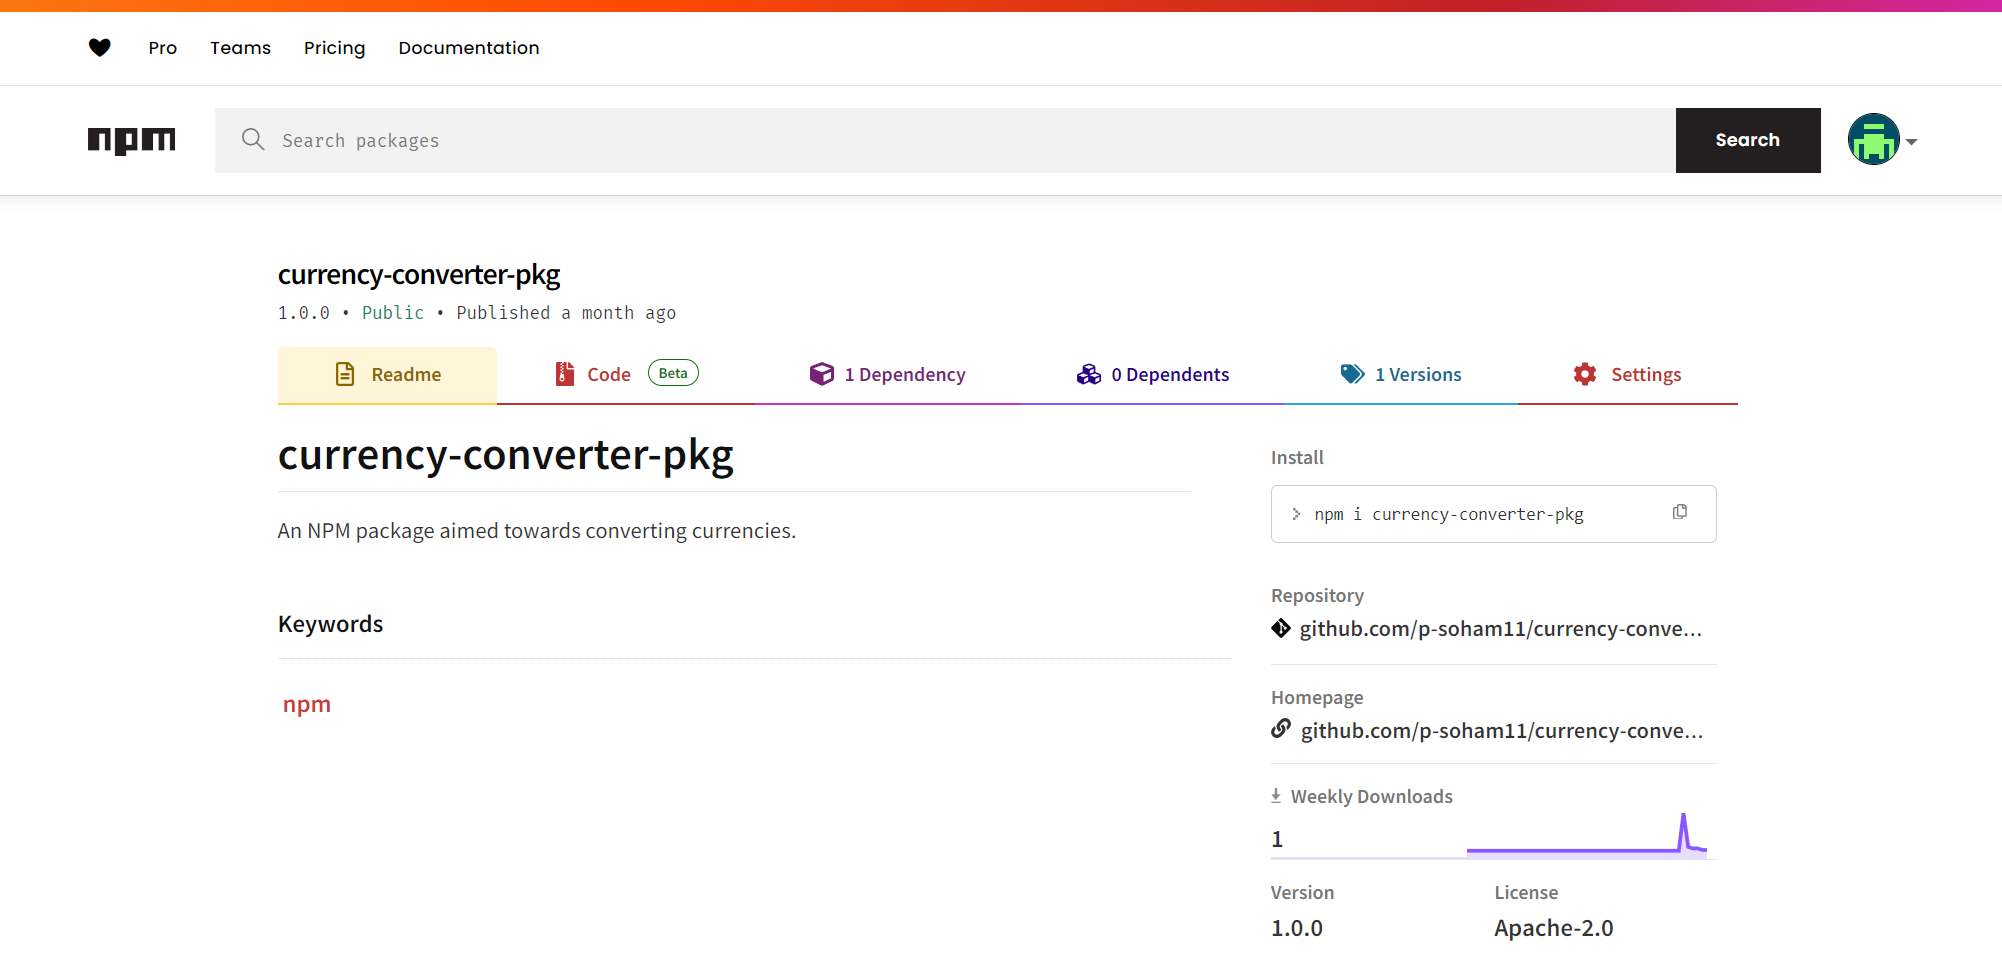 Pro Teams Pricing Documentation
npm Search packages Search
currency-converter-pkg
1.0.0 • Public • Published a month ago
Readme Code Beta 1 Dependency 0 Dependents 1 Versions Settings
currency-converter-pkg
An NPM package aimed towards converting currencies.
Keywords
npm
Install
> npm i currency-converter-pkg
Repository
github.com/p-soham11/currency-conve...
Homepage
github.com/p-soham11/currency-conve...
Weekly Downloads
1
Version License
1.0.0 Apache-2.0